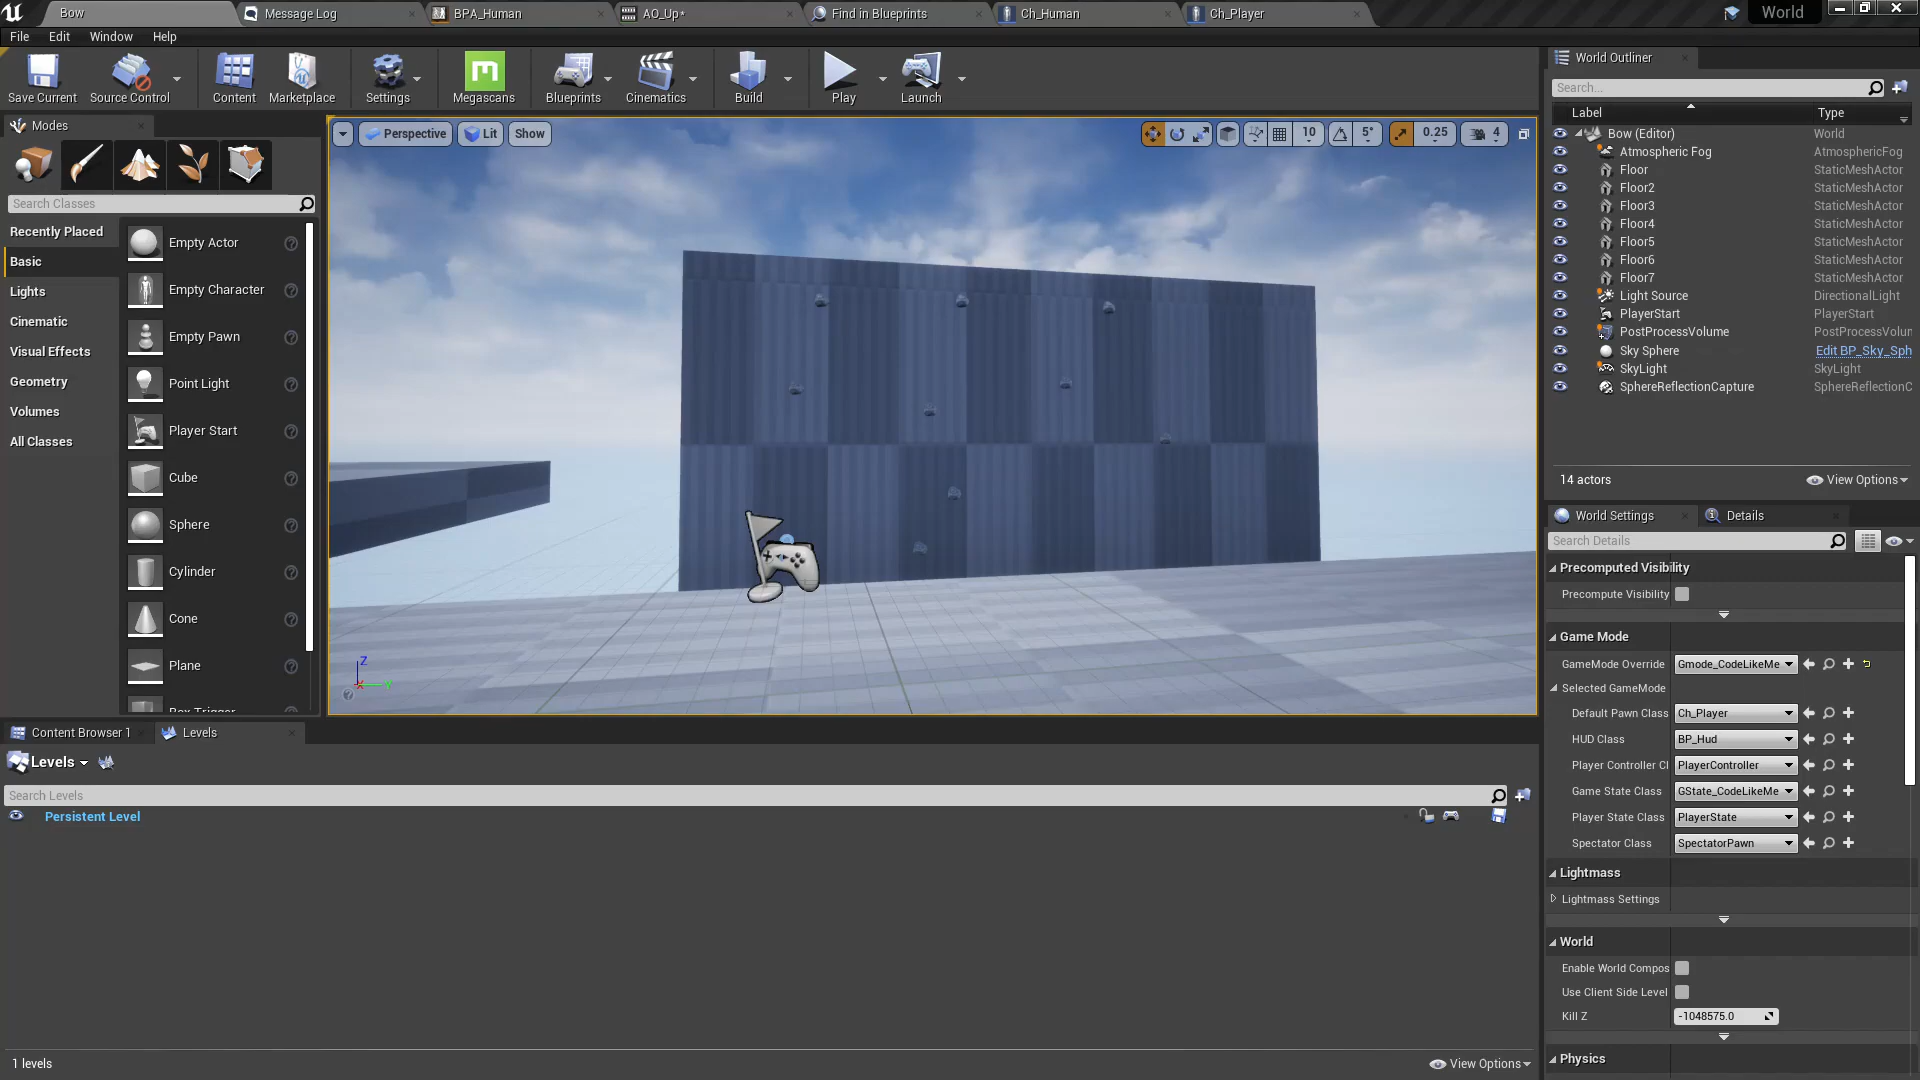 Bow
Message Log
BPA_Human
AO_Up*
Find in Blueprints
Ch_Human
Ch_Player
World
File
Edit
Window
Help
Save Current
Source Control
Content
Marketplace
Settings
Megascans
Blueprints
Cinematics
Build
Play
Launch
Modes
Search Classes
Recently Placed
Basic
Lights
Cinematic
Visual Effects
Geometry
Volumes
All Classes
Empty Actor
Empty Character
Empty Pawn
Point Light
Player Start
Cube
Sphere
Cylinder
Cone
Plane
Box Trigger
Perspective
Lit
Show
10
5°
0.25
4
Z
X
Y
World Outliner
Search...
Label
Type
Bow (Editor)
World
Atmospheric Fog
AtmosphericFog
Floor
StaticMeshActor
Floor2
StaticMeshActor
Floor3
StaticMeshActor
Floor4
StaticMeshActor
Floor5
StaticMeshActor
Floor6
StaticMeshActor
Floor7
StaticMeshActor
Light Source
DirectionalLight
PlayerStart
PlayerStart
PostProcessVolume
PostProcessVolun
Sky Sphere
Edit BP_Sky_Sph
SkyLight
SkyLight
SphereReflectionCapture
SphereReflectionC
14 actors
View Options
World Settings
Details
Search Details
Precomputed Visibility
Precompute Visibility
Game Mode
GameMode Override
Gmode_CodeLikeMe
Selected GameMode
Default Pawn Class
Ch_Player
HUD Class
BP_Hud
Player Controller Cl
PlayerController
Game State Class
GState_CodeLikeMe
Player State Class
PlayerState
Spectator Class
SpectatorPawn
Lightmass
Lightmass Settings
World
Enable World Compos
Use Client Side Level
Kill Z
-1048575.0
Physics
Content Browser 1
Levels
Levels
Search Levels
Persistent Level
1 levels
View Options